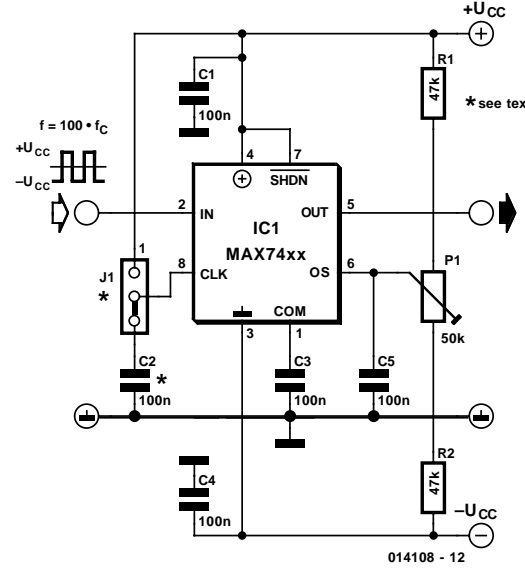 +UCC
R1
47k
* see tex
C1
100n
f = 100 • fC
+UCC
–UCC
4
7
SHDN
2
IN
OUT
5
IC1
MAX74xx
1
8
CLK
OS
6
P1
J1
*
COM
3
1
50k
C2
*
100n
C3
100n
C5
100n
R2
47k
C4
100n
–UCC
014108 - 12